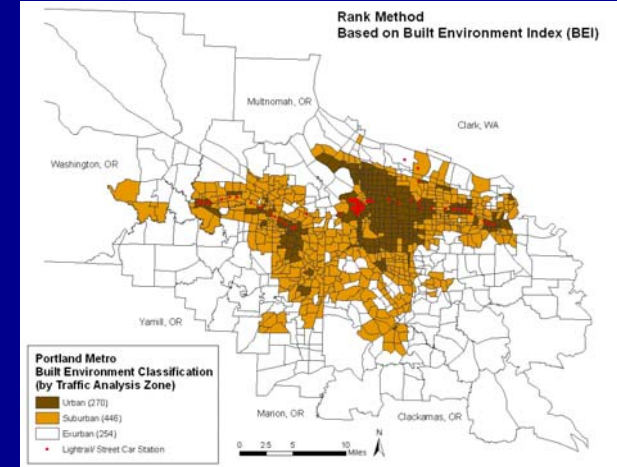 Rank Method
Based on Built Environment Index (BEI)
Multnomah, OR
Clark, WA
Washington, OR
Yamill, OR
Portland Metro
Built Environment Classification
(by Traffic Analysis Zone)
Urban (270)
Suburban (446)
Exurban (254)
Lightrail/ Street Car Station
Marion, OR
Clackamas, OR
N
0 2.5 5 10
Miles